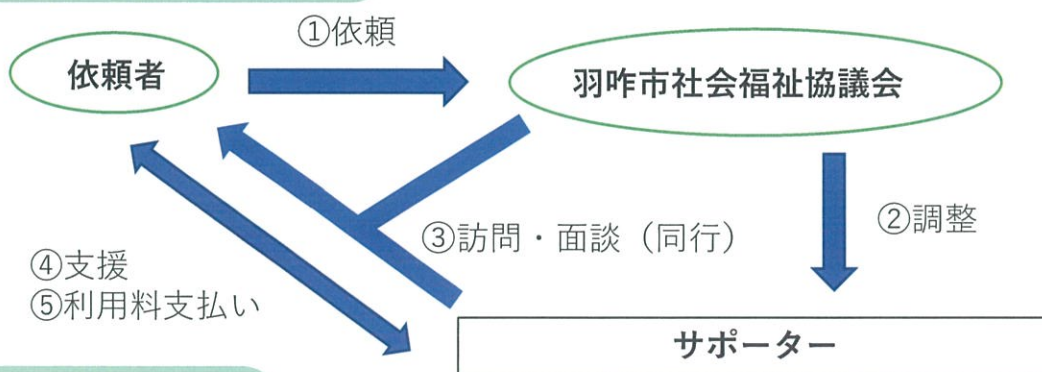 ①依頼
依頼者
羽咋市社会福祉協議会
②調整
③訪問・面談（同行）
④支援
⑤利用料支払い
サポーター